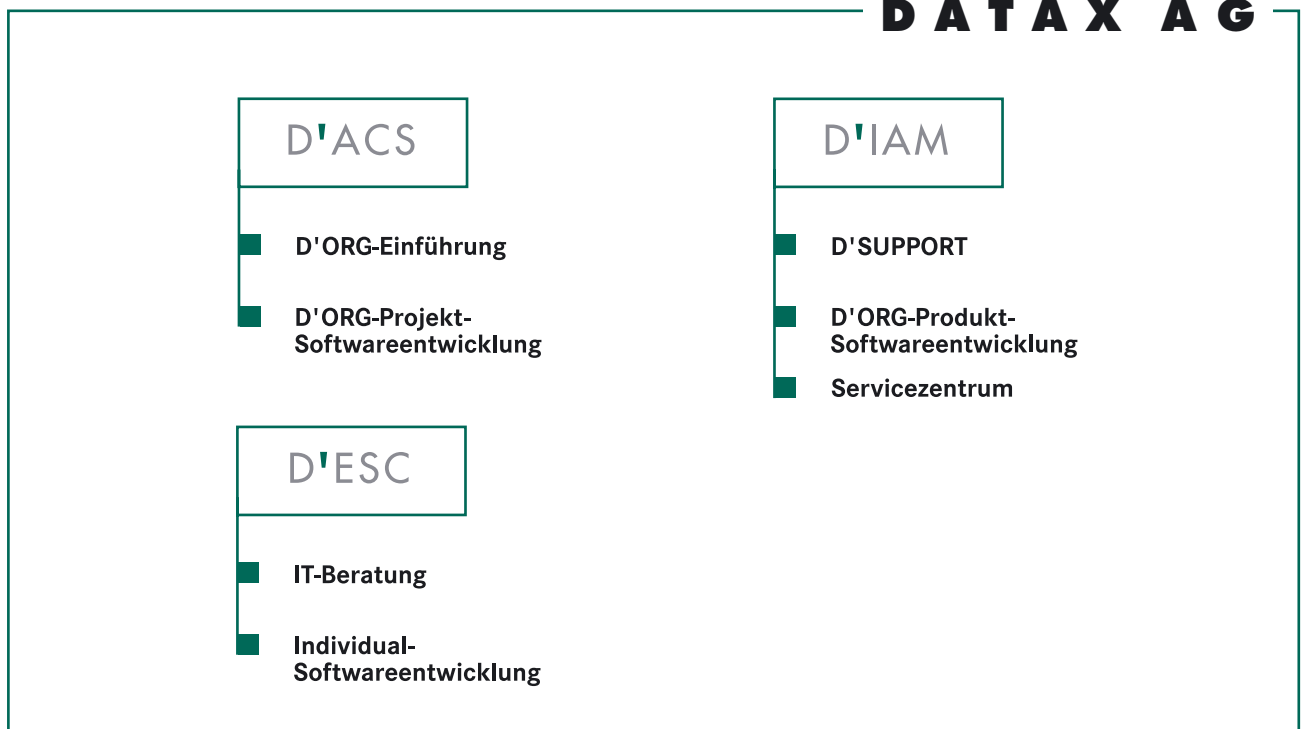 DATAX AG
D'ACS
D'ORG-Einführung
D'ORG-Projekt-
Softwareentwicklung
D'IAM
D'SUPPORT
D'ORG-Produkt-
Softwareentwicklung
Servicezentrum
D'ESC
IT-Beratung
Individual-
Softwareentwicklung